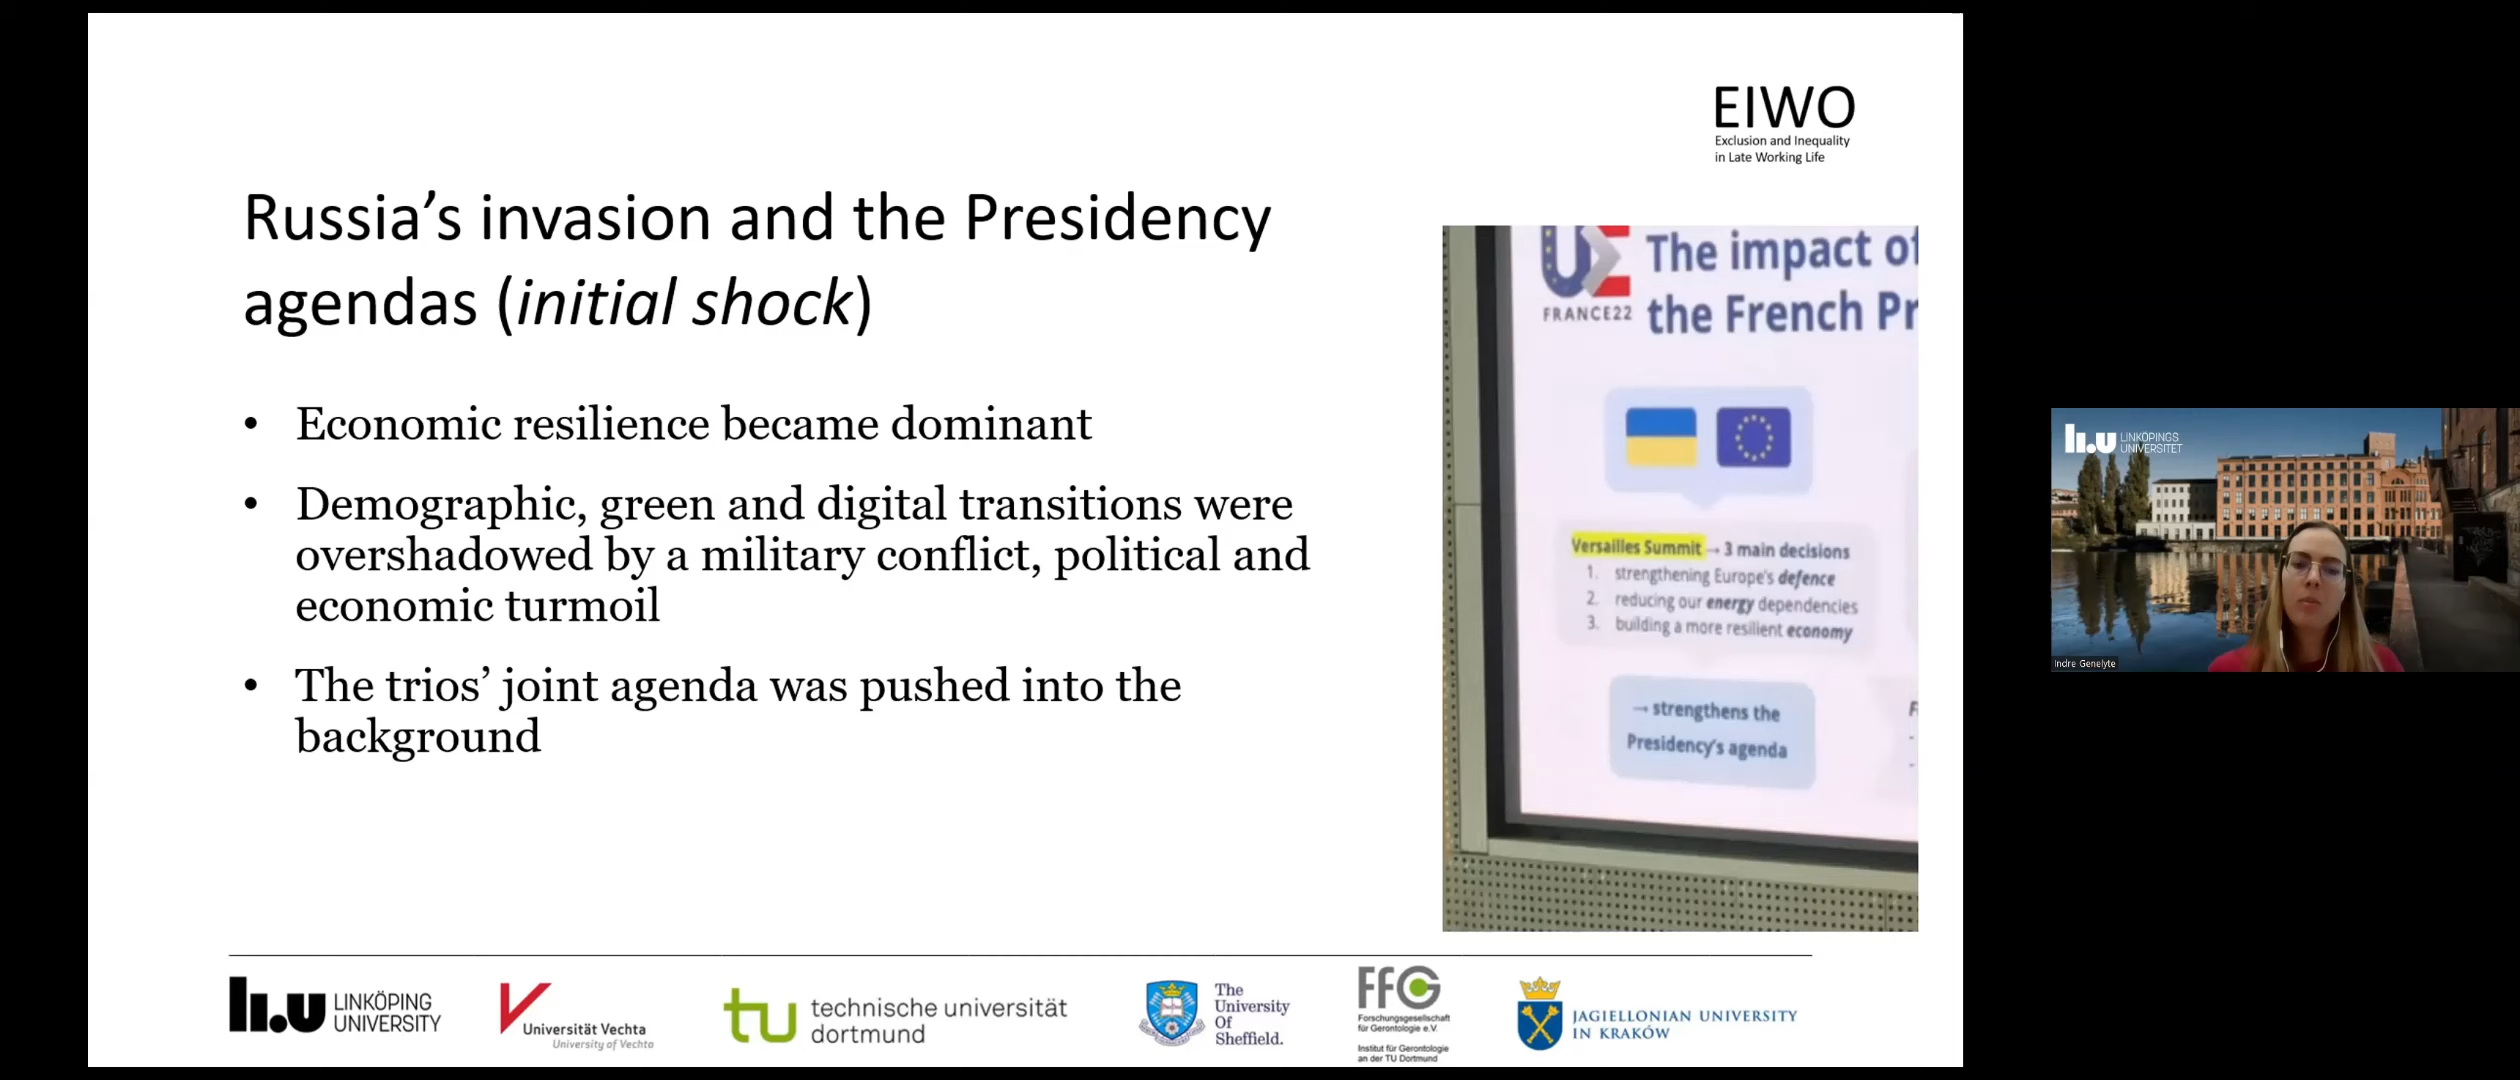 EIWO
Exclusion and Inequality
in Late Working Life
Russia’s invasion and the Presidency
agendas (initial shock)
• Economic resilience became dominant
• Demographic, green and digital transitions were
overshadowed by a military conflict, political and
economic turmoil
• The trios’ joint agenda was pushed into the
background
UE
FRANCE22
The impact of
the French Pr
Versailles Summit → 3 main decisions
1. strengthening Europe's defence
2. reducing our energy dependencies
3. building a more resilient economy
→ strengthens the
Presidency's agenda
li.u LINKÖPING
UNIVERSITY
Universität Vechta
University of Vechta
tu technische universität
dortmund
The
University
Of
Sheffield.
FFG
Forschungsgesellschaft
für Gerontologie e.V.
Institut für Gerontologie
an der TU Dortmund
JAGIELLONIAN UNIVERSITY
IN KRAKÓW
li.u LINKÖPINGS
UNIVERSITET
Indre Genelyte